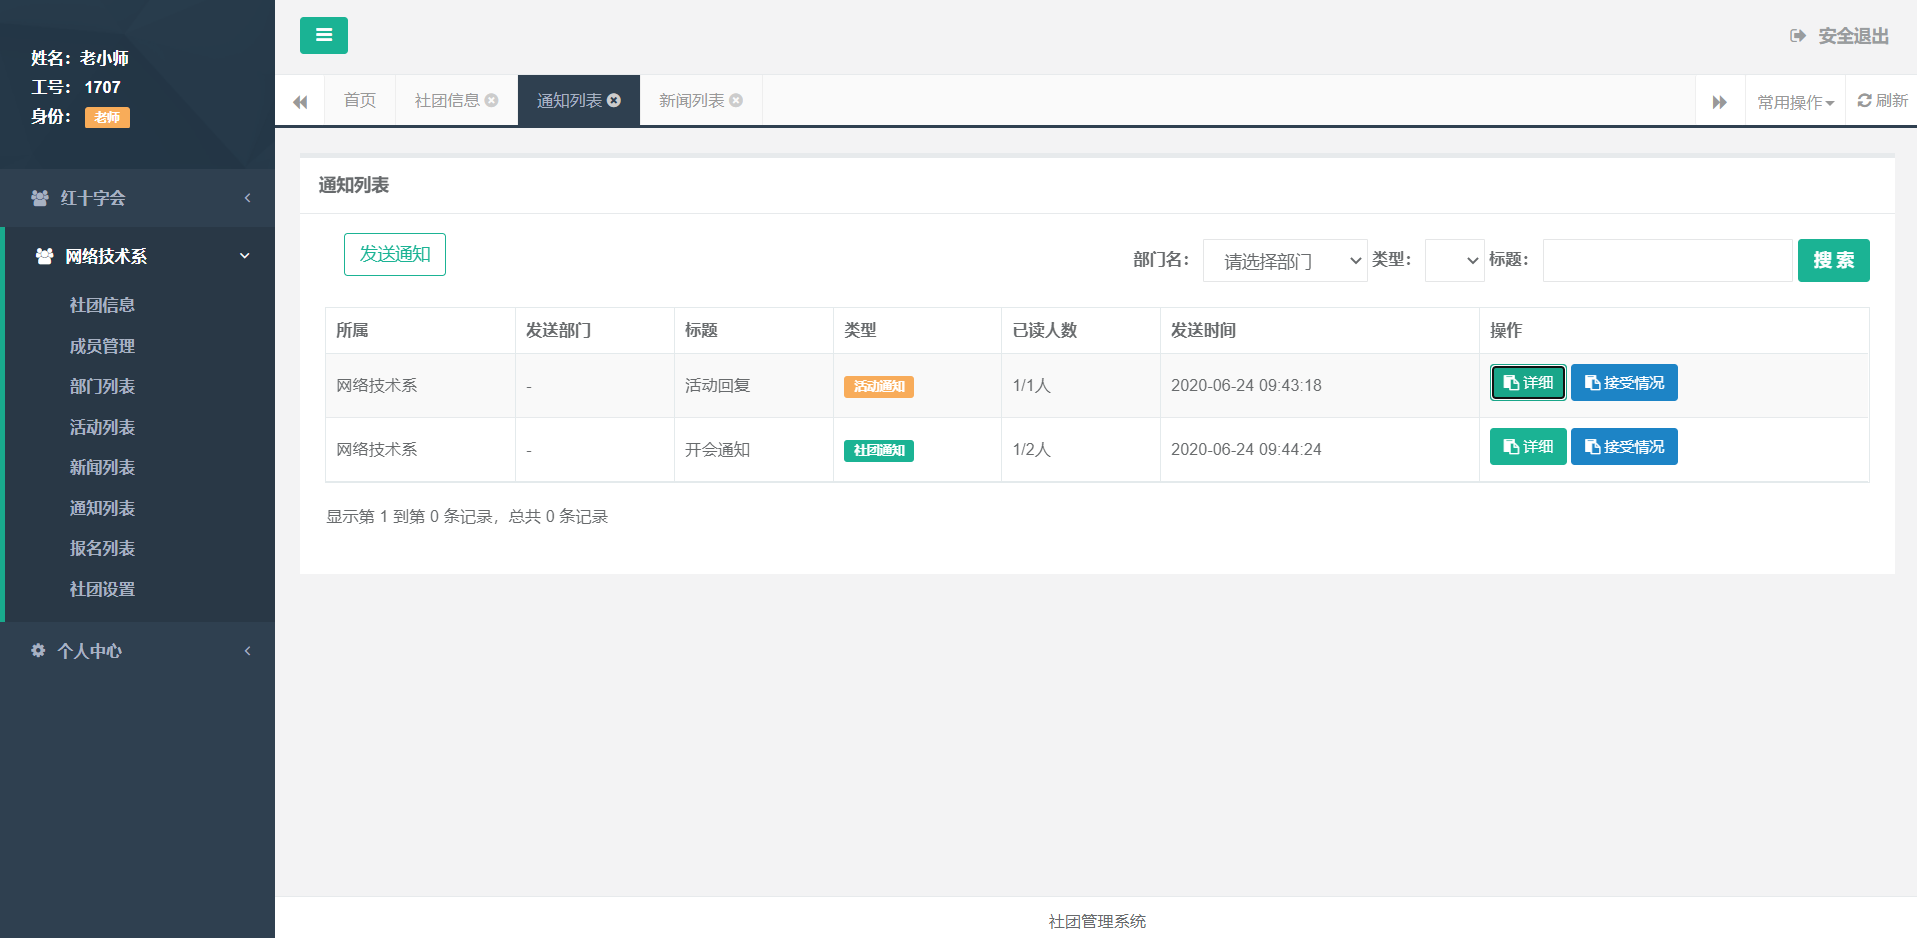 姓名：老小师
工号： 1707
身份： 老师
红十字会
网络技术系
社团信息
成员管理
部门列表
活动列表
新闻列表
通知列表
报名列表
社团设置
个人中心
安全退出
首页 社团信息 通知列表 新闻列表 常用操作 刷新
通知列表
发送通知 部门名： 请选择部门 类型： 标题： 搜 索
所属 发送部门 标题 类型 已读人数 发送时间 操作
网络技术系 - 活动回复 活动通知 1/1人 2020-06-24 09:43:18 详细 接受情况
网络技术系 - 开会通知 社团通知 1/2人 2020-06-24 09:44:24 详细 接受情况
显示第 1 到第 0 条记录，总共 0 条记录
社团管理系统